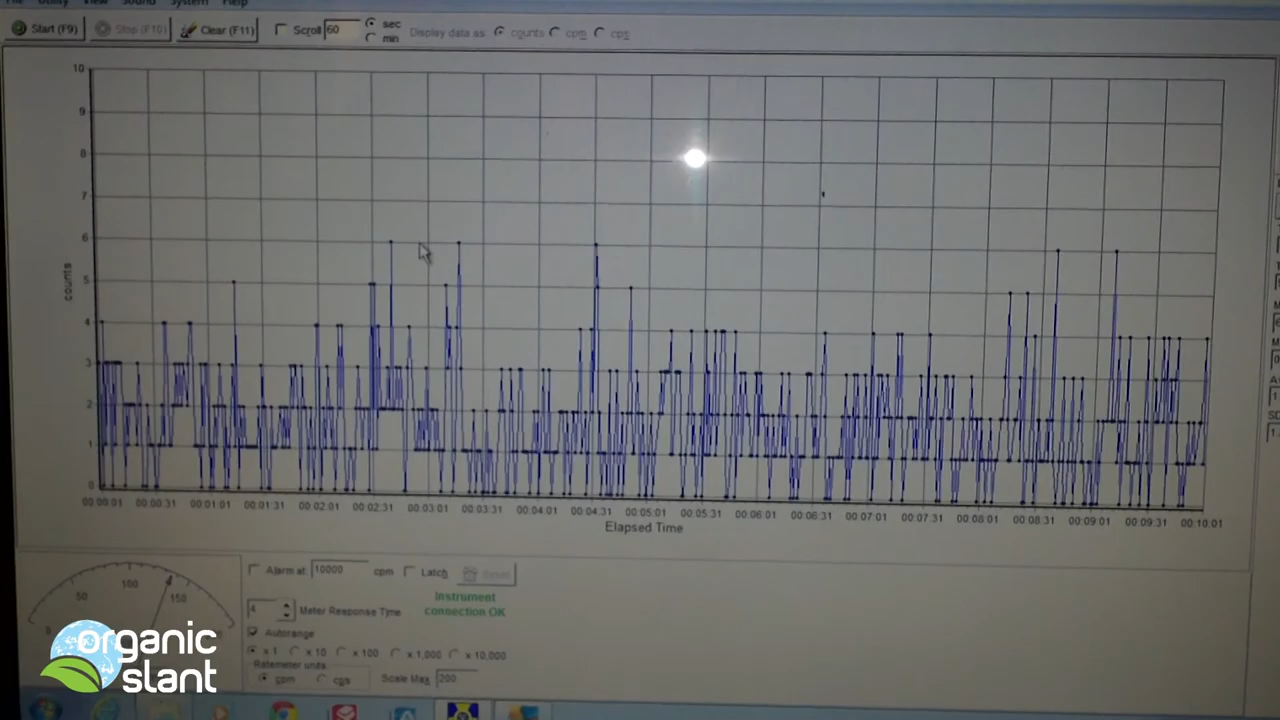 File Utility View Sound System Help
Start (F9) Stop (F10) Clear (F11) Scroll 60 sec min Display data as: counts cpm cps
10
9
8
7
6
5
4
3
2
1
0
counts
00:00:01 00:00:31 00:01:01 00:01:31 00:02:01 00:02:31 00:03:01 00:03:31 00:04:01 00:04:31 00:05:01 00:05:31 00:06:01 00:06:31 00:07:01 00:07:31 00:08:01 00:08:31 00:09:01 00:09:31 00:10:01
Elapsed Time
0 50 100 150
Alarm at: 10000 cpm Latch Reset
4 Meter Response Time
Instrument
connection OK
Autorange
x 1 x 10 x 100 x 1,000 x 10,000
Ratemeter units
cpm cps Scale Max 200
organic
slant